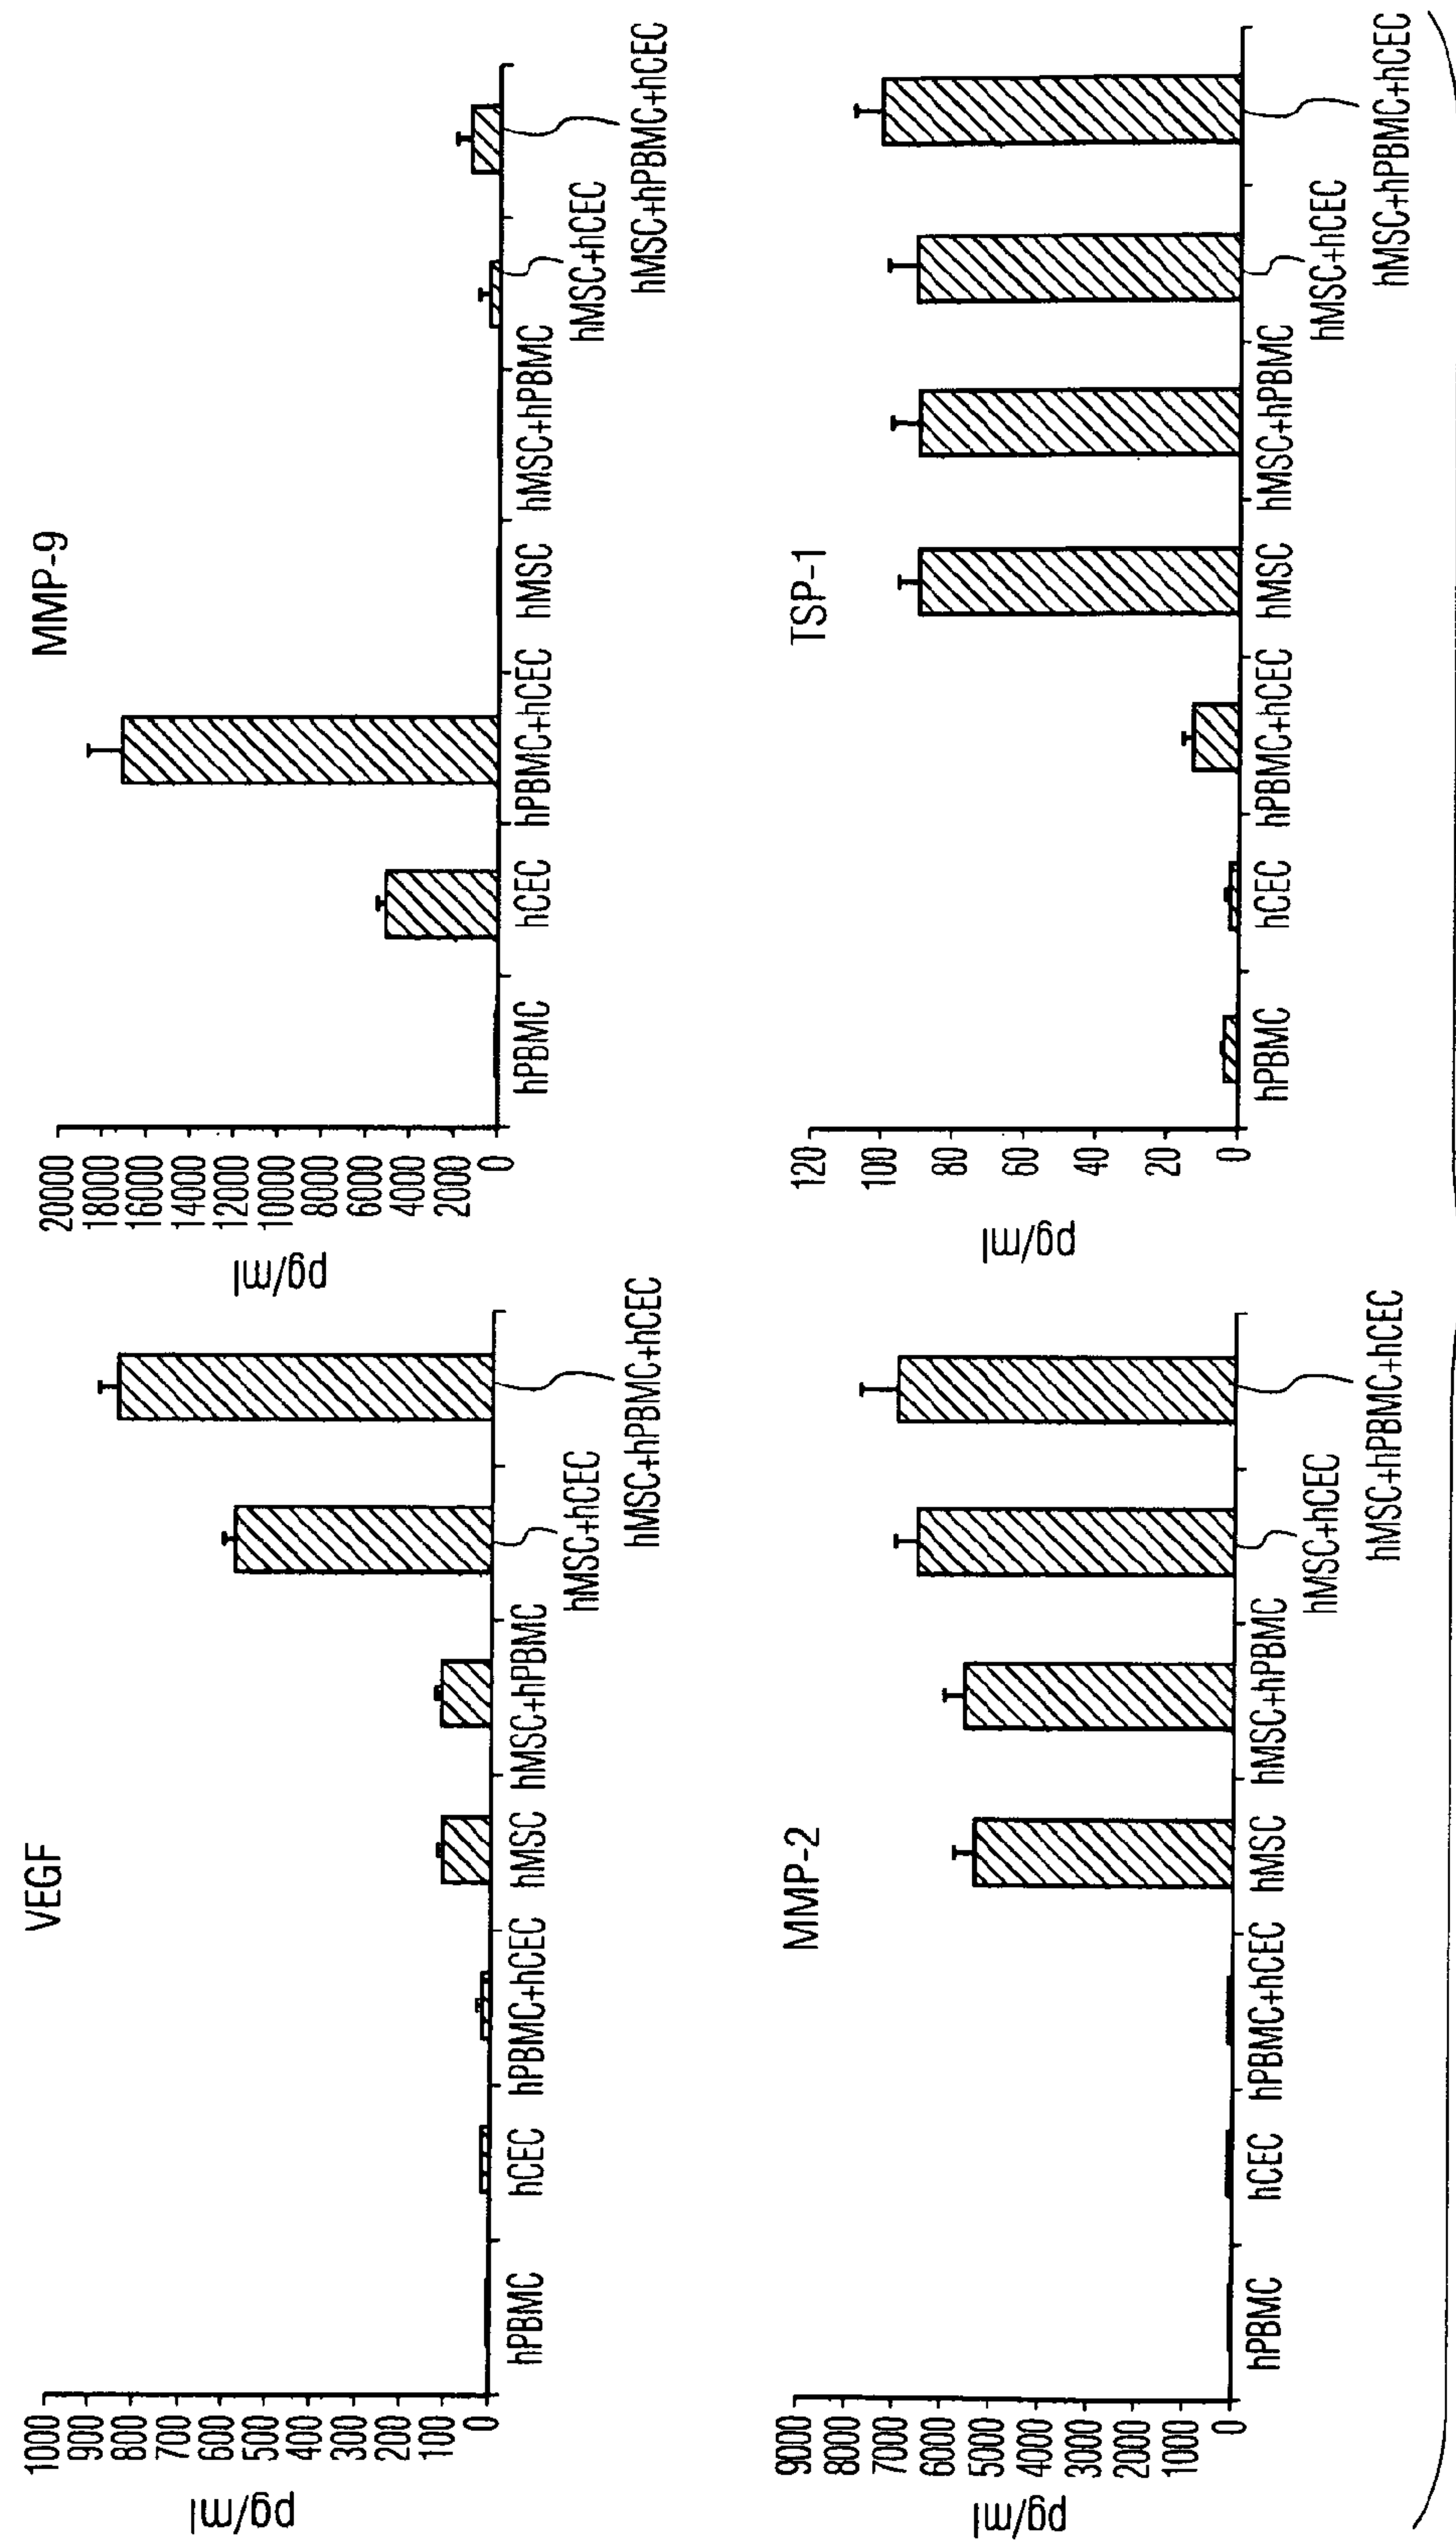 VEGF
pg/ml
1000
900
800
700
600
500
400
300
200
100
0
hPBMC
hCEC
hPBMC+hCEC
hMSC
hMSC+hPBMC
hMSC+hCEC
hMSC+hPBMC+hCEC
MMP-9
pg/ml
20000
18000
16000
14000
12000
10000
8000
6000
4000
2000
0
hPBMC
hCEC
hPBMC+hCEC
hMSC
hMSC+hPBMC
hMSC+hCEC
hMSC+hPBMC+hCEC
MMP-2
pg/ml
9000
8000
7000
6000
5000
4000
3000
2000
1000
0
hPBMC
hCEC
hPBMC+hCEC
hMSC
hMSC+hPBMC
hMSC+hCEC
hMSC+hPBMC+hCEC
TSP-1
pg/ml
120
100
80
60
40
20
0
hPBMC
hCEC
hPBMC+hCEC
hMSC
hMSC+hPBMC
hMSC+hCEC
hMSC+hPBMC+hCEC